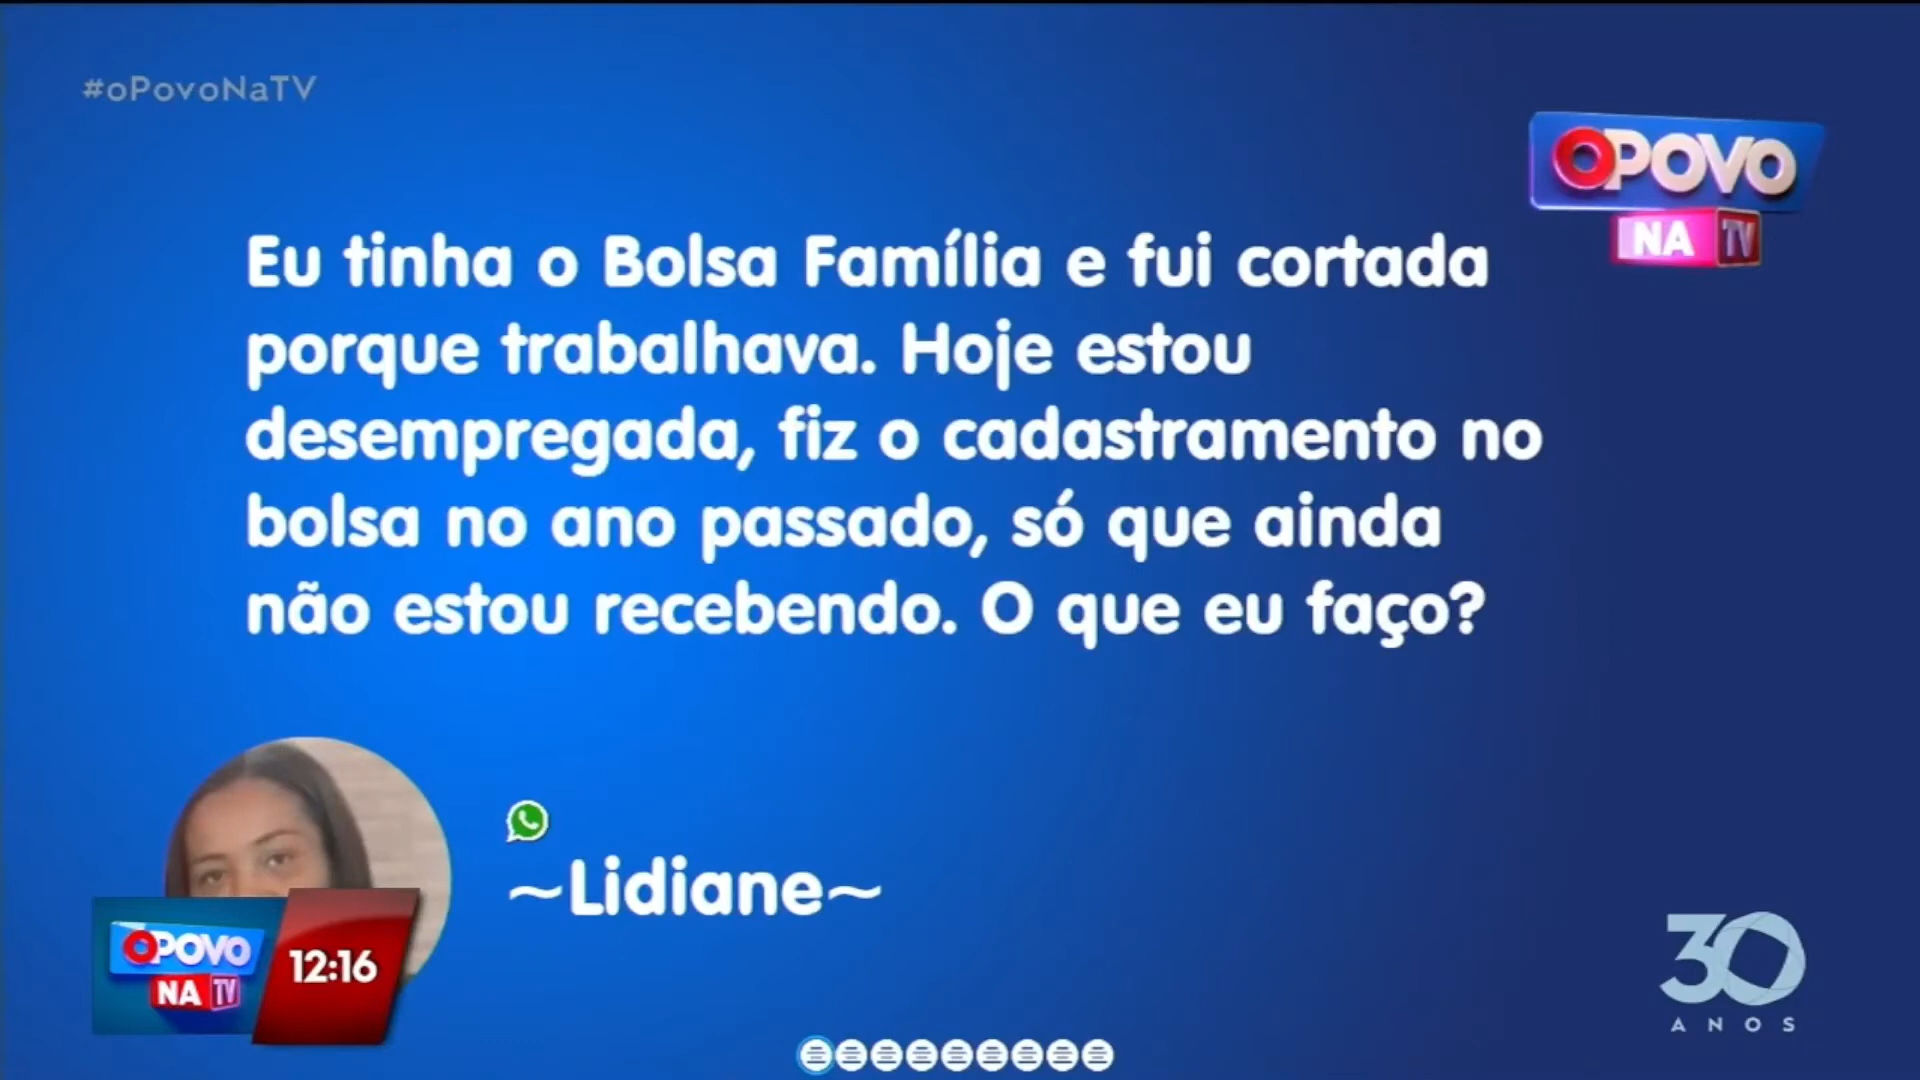 #oPovoNaTV
OPOVO
NA TV
Eu tinha o Bolsa Família e fui cortada
porque trabalhava. Hoje estou
desempregada, fiz o cadastramento no
bolsa no ano passado, só que ainda
não estou recebendo. O que eu faço?
~Lidiane~
OPOVO
NA TV
12:16
30
ANOS